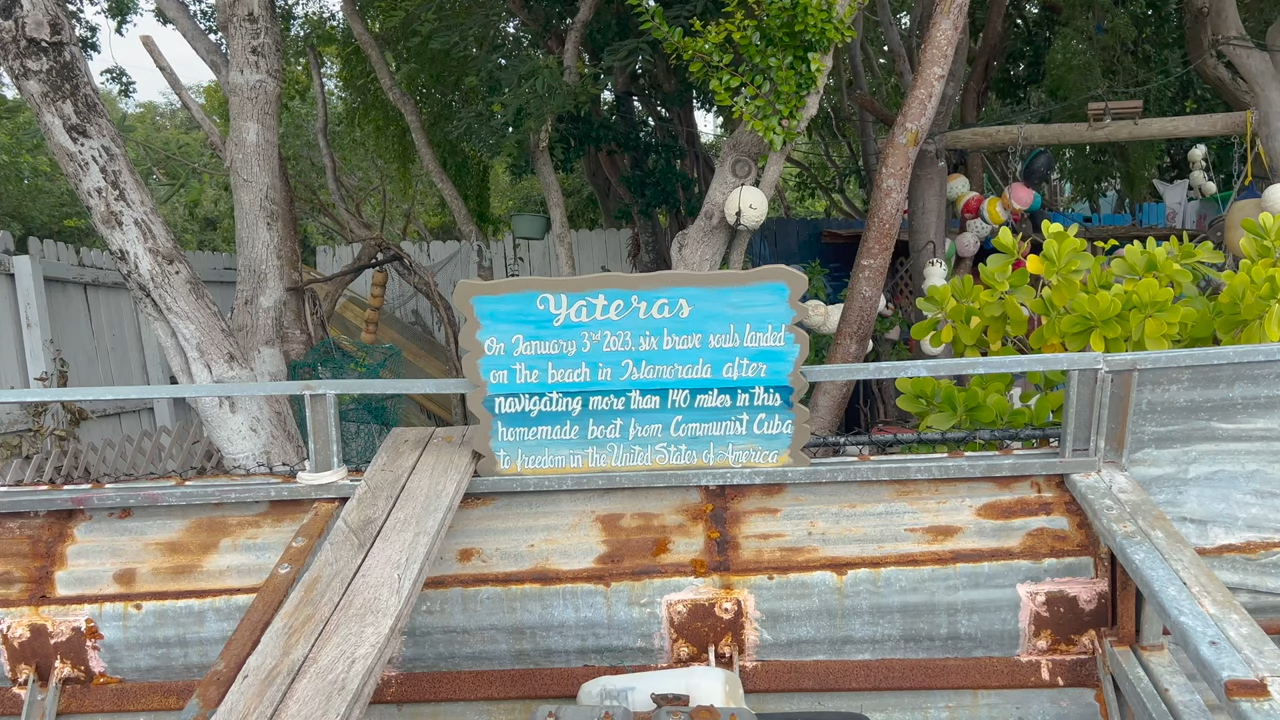 Yateras
On January 3rd 2023, six brave souls landed
on the beach in Islamorada after
navigating more than 140 miles in this
homemade boat from Communist Cuba
to freedom in the United States of America